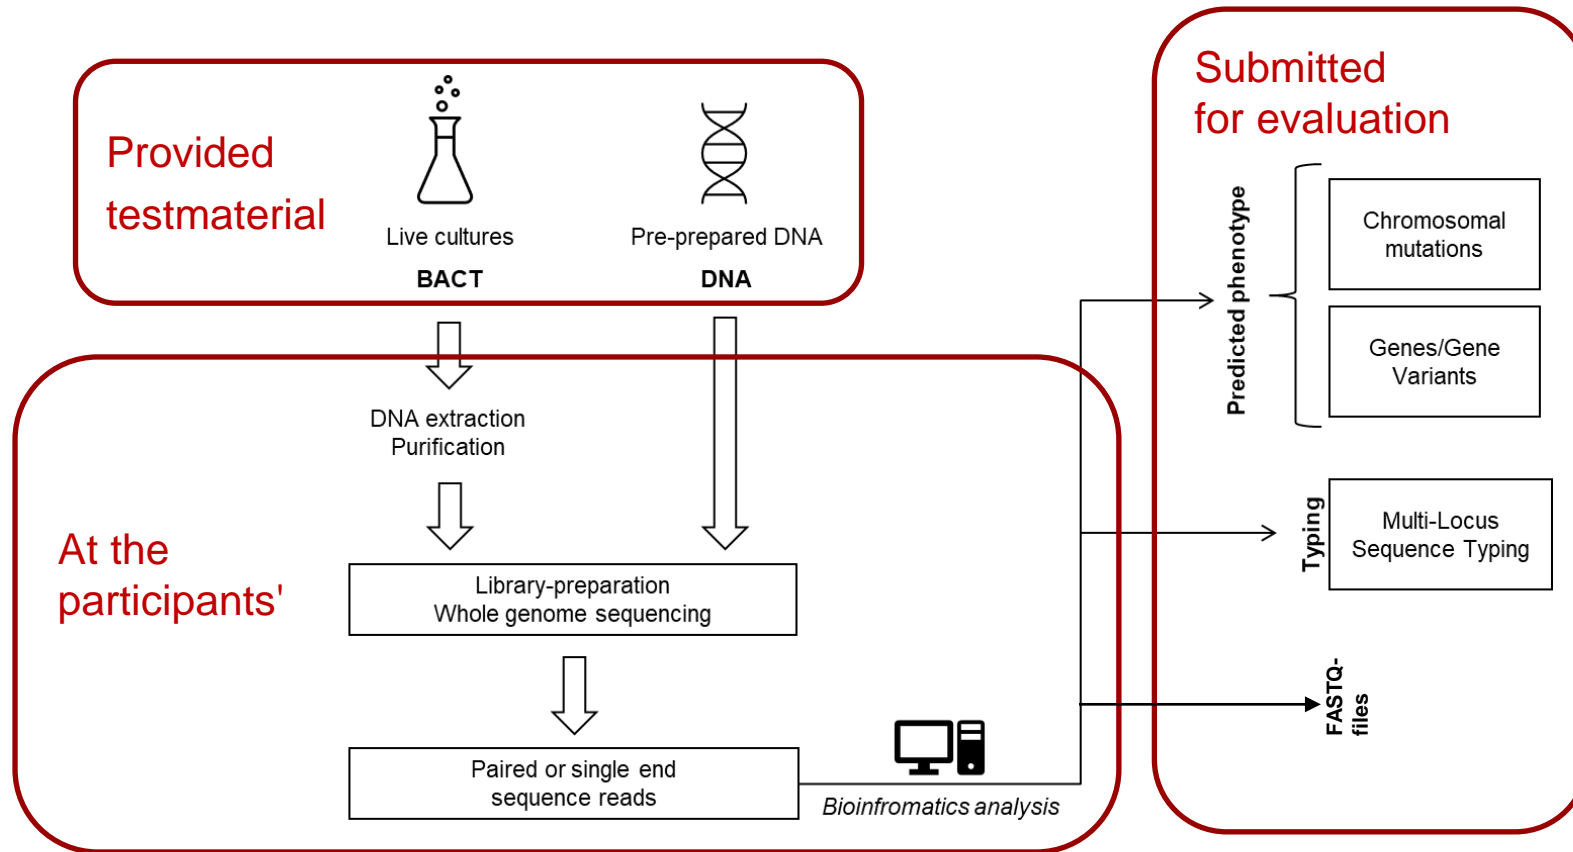 Provided
testmaterial
Live cultures
BACT
Pre-prepared DNA
DNA
At the
participants'
DNA extraction
Purification
Library-preparation
Whole genome sequencing
Paired or single end
sequence reads
Bioinfromatics analysis
Submitted
for evaluation
Predicted phenotype
Chromosomal
mutations
Genes/Gene
Variants
Typing
Multi-Locus
Sequence Typing
FASTQ-
files